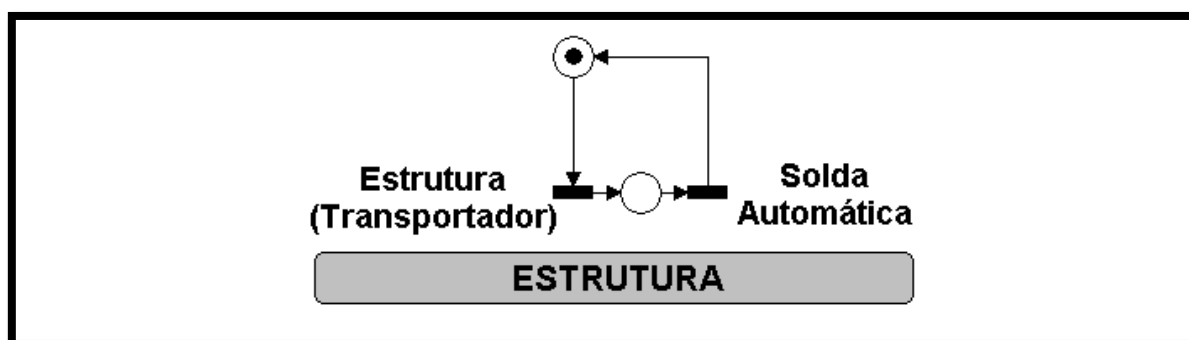 Estrutura
(Transportador)
Solda
Automática
ESTRUTURA